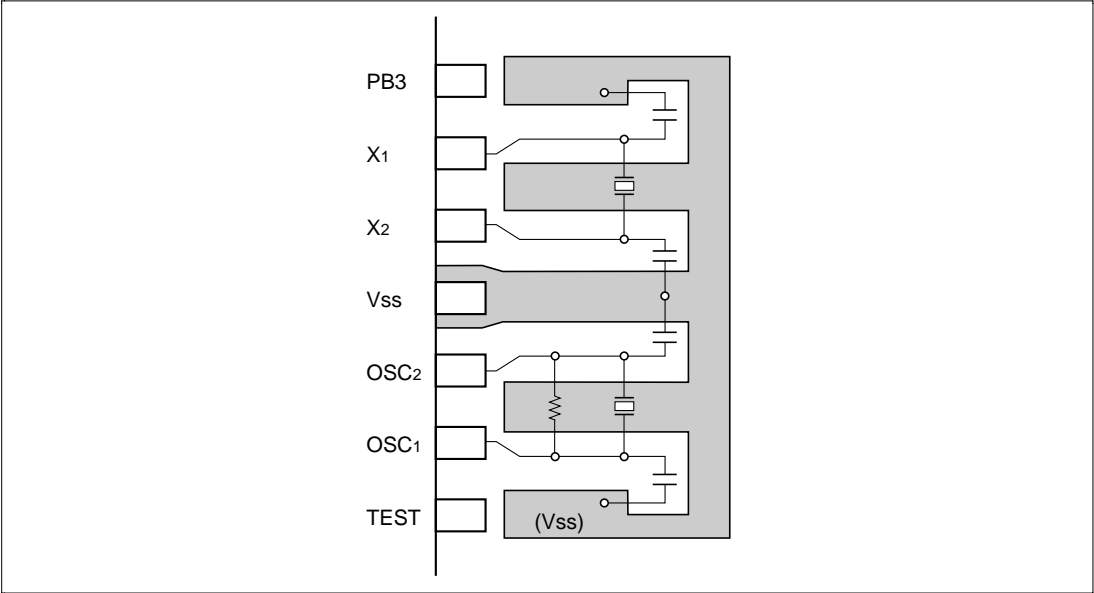 PB3
X1
X2
Vss
OSC2
OSC1
TEST
(Vss)